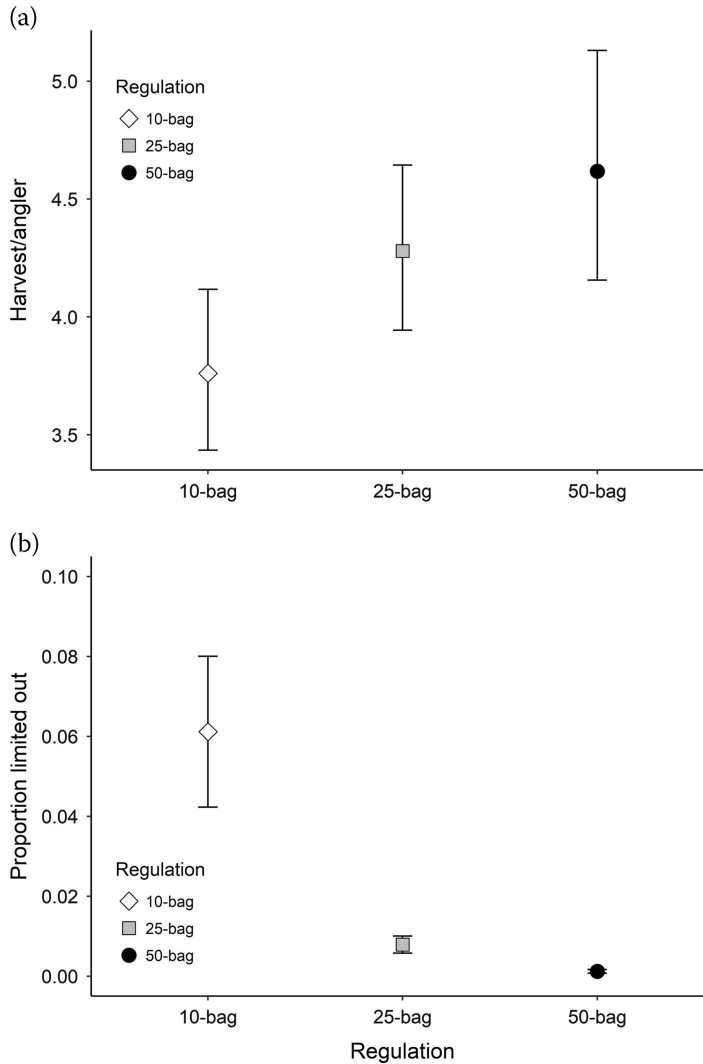 (a)
Harvest/angler
5.0
4.5
4.0
3.5
Regulation
10-bag
25-bag
50-bag
10-bag 25-bag 50-bag
(b)
Proportion limited out
0.10
0.08
0.06
0.04
0.02
0.00
Regulation
10-bag
25-bag
50-bag
10-bag 25-bag 50-bag
Regulation